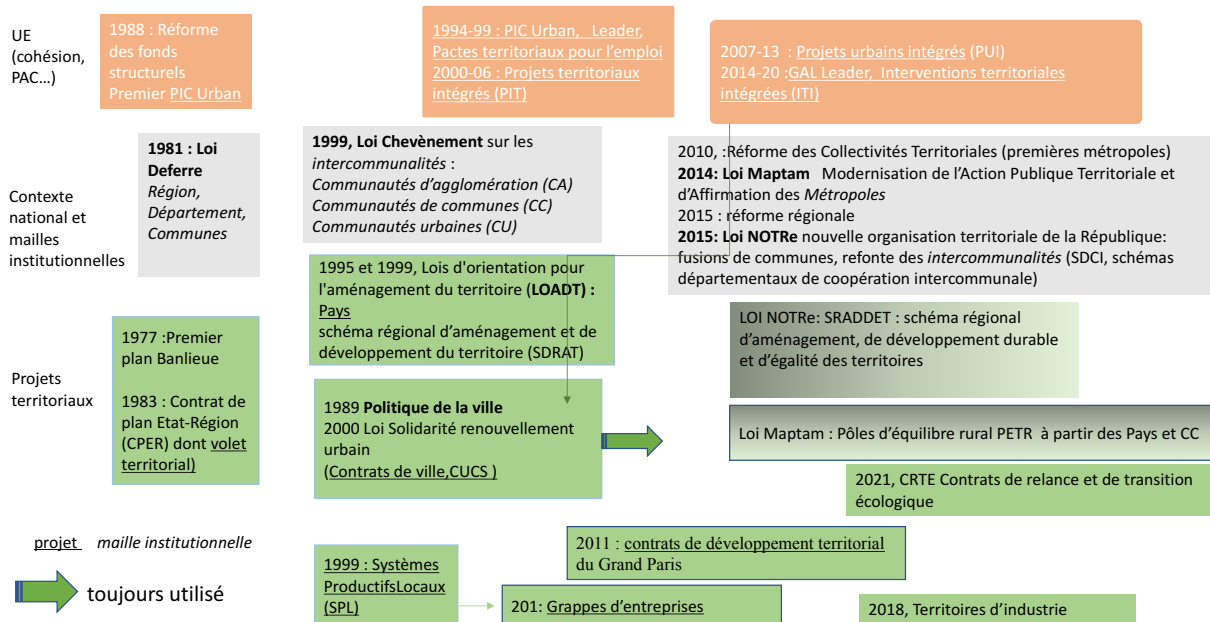 UE
(cohésion,
PAC…)
1988 : Réforme
des fonds
structurels
Premier PIC Urban
1994-99 : PIC Urban, Leader,
Pactes territoriaux pour l'emploi
2000-06 : Projets territoriaux
intégrés (PIT)
2007-13 : Projets urbains intégrés (PUI)
2014-20 :GAL Leader, Interventions territoriales
intégrées (ITI)
Contexte
national et
mailles
institutionnelles
1981 : Loi
Deferre
Région,
Département,
Communes
1999, Loi Chevènement sur les
intercommunalités :
Communautés d'agglomération (CA)
Communautés de communes (CC)
Communautés urbaines (CU)
2010, :Réforme des Collectivités Territoriales (premières métropoles)
2014: Loi Maptam Modernisation de l'Action Publique Territoriale et
d'Affirmation des Métropoles
2015 : réforme régionale
2015: Loi NOTRe nouvelle organisation territoriale de la République:
fusions de communes, refonte des intercommunalités (SDCI, schémas
départementaux de coopération intercommunale)
Projets
territoriaux
1977 :Premier
plan Banlieue
1983 : Contrat de
plan Etat-Région
(CPER) dont volet
territorial)
1995 et 1999, Lois d'orientation pour
l'aménagement du territoire (LOADT) :
Pays
schéma régional d'aménagement et de
développement du territoire (SDRAT)
LOI NOTRe: SRADDET : schéma régional
d'aménagement, de développement durable
et d'égalité des territoires
1989 Politique de la ville
2000 Loi Solidarité renouvellement
urbain
(Contrats de ville,CUCS )
Loi Maptam : Pôles d'équilibre rural PETR à partir des Pays et CC
2021, CRTE Contrats de relance et de transition
écologique
projet maille institutionnelle
toujours utilisé
1999 : Systèmes
ProductifsLocaux
(SPL)
2011 : contrats de développement territorial
du Grand Paris
201: Grappes d'entreprises
2018, Territoires d'industrie